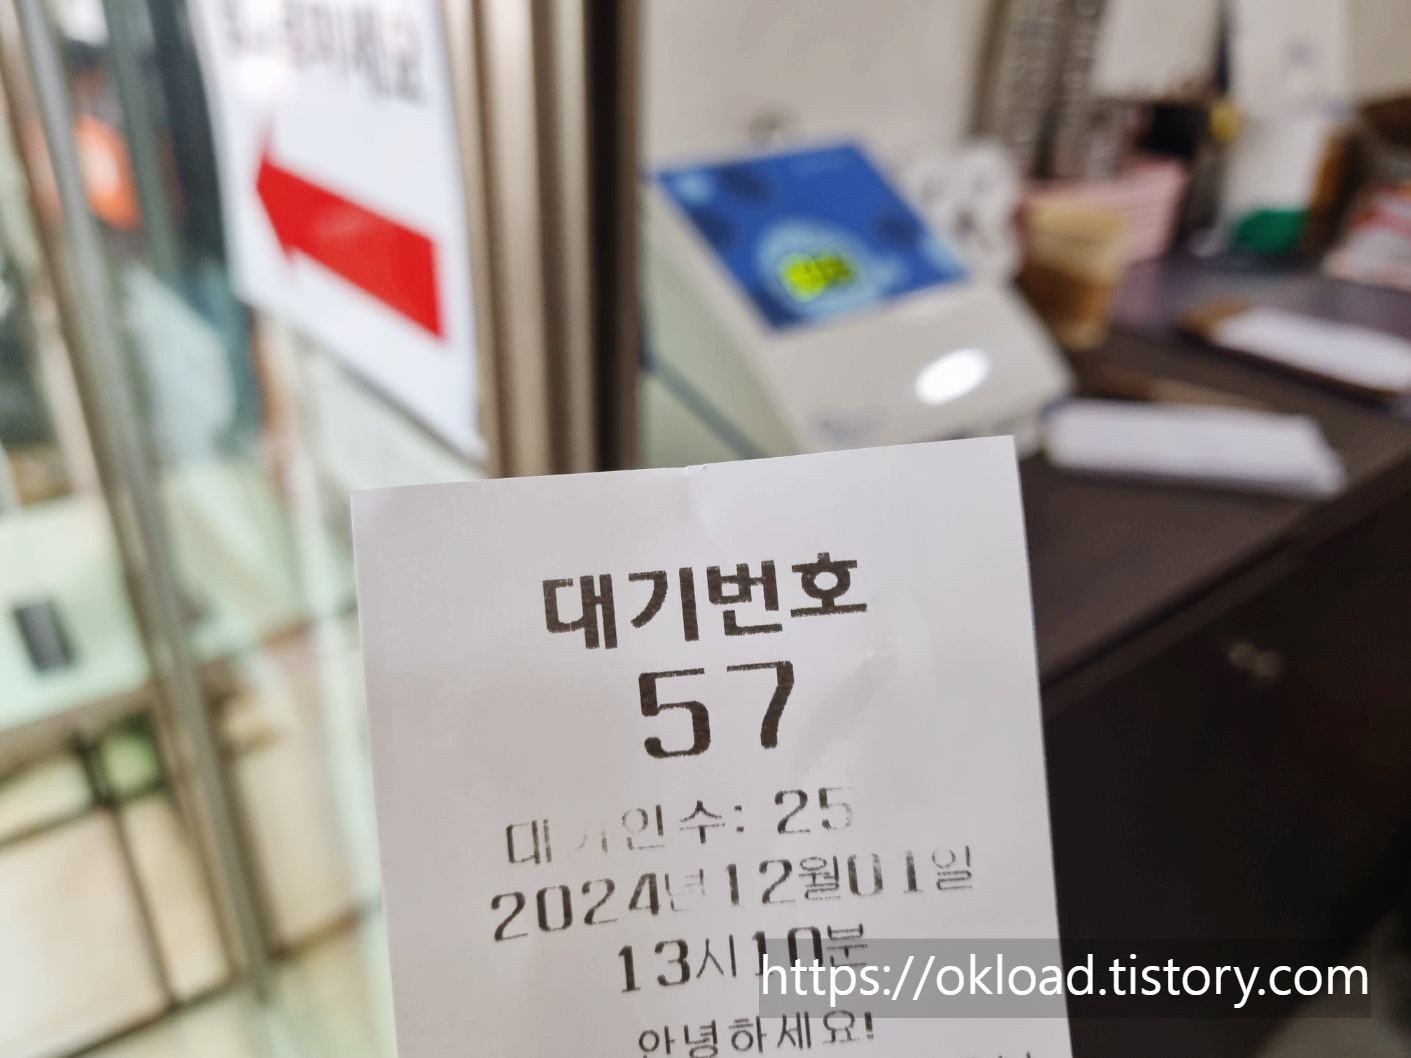 대기번호
57
대기인수: 25
2024년12월01일
13시10분
안녕하세요!
https://okload.tistory.com